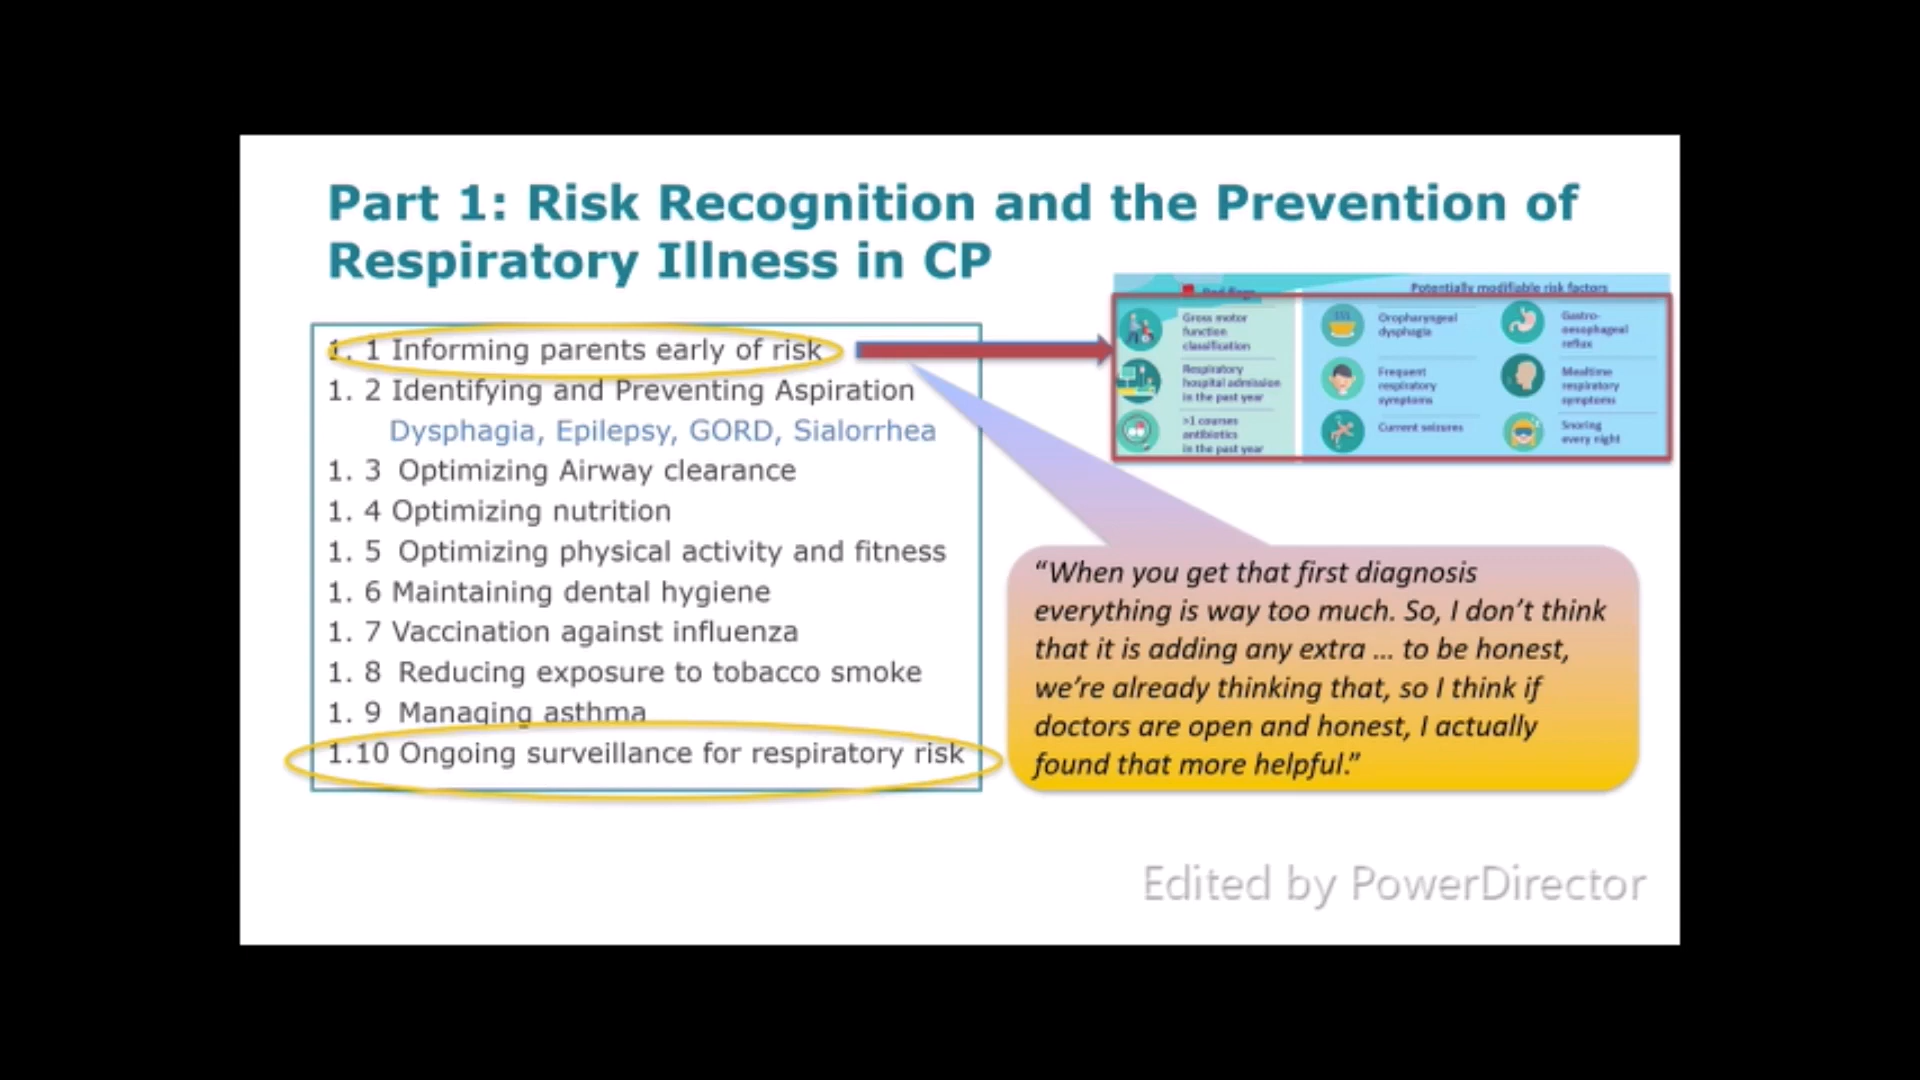 Part 1: Risk Recognition and the Prevention of
Respiratory Illness in CP
1. 1 Informing parents early of risk
1. 2 Identifying and Preventing Aspiration
Dysphagia, Epilepsy, GORD, Sialorrhea
1. 3 Optimizing Airway clearance
1. 4 Optimizing nutrition
1. 5 Optimizing physical activity and fitness
1. 6 Maintaining dental hygiene
1. 7 Vaccination against influenza
1. 8 Reducing exposure to tobacco smoke
1. 9 Managing asthma
1.10 Ongoing surveillance for respiratory risk
Red flags
Gross motor
function
classification
Respiratory
hospital admission
in the past year
>1 courses
antibiotics
in the past year
Potentially modifiable risk factors
Oropharyngeal
dysphagia
Frequent
respiratory
symptoms
Current seizures
Gastro-
oesophageal
reflux
Mealtime
respiratory
symptoms
Snoring
every night
“When you get that first diagnosis
everything is way too much. So, I don’t think
that it is adding any extra ... to be honest,
we’re already thinking that, so I think if
doctors are open and honest, I actually
found that more helpful.”
Edited by PowerDirector